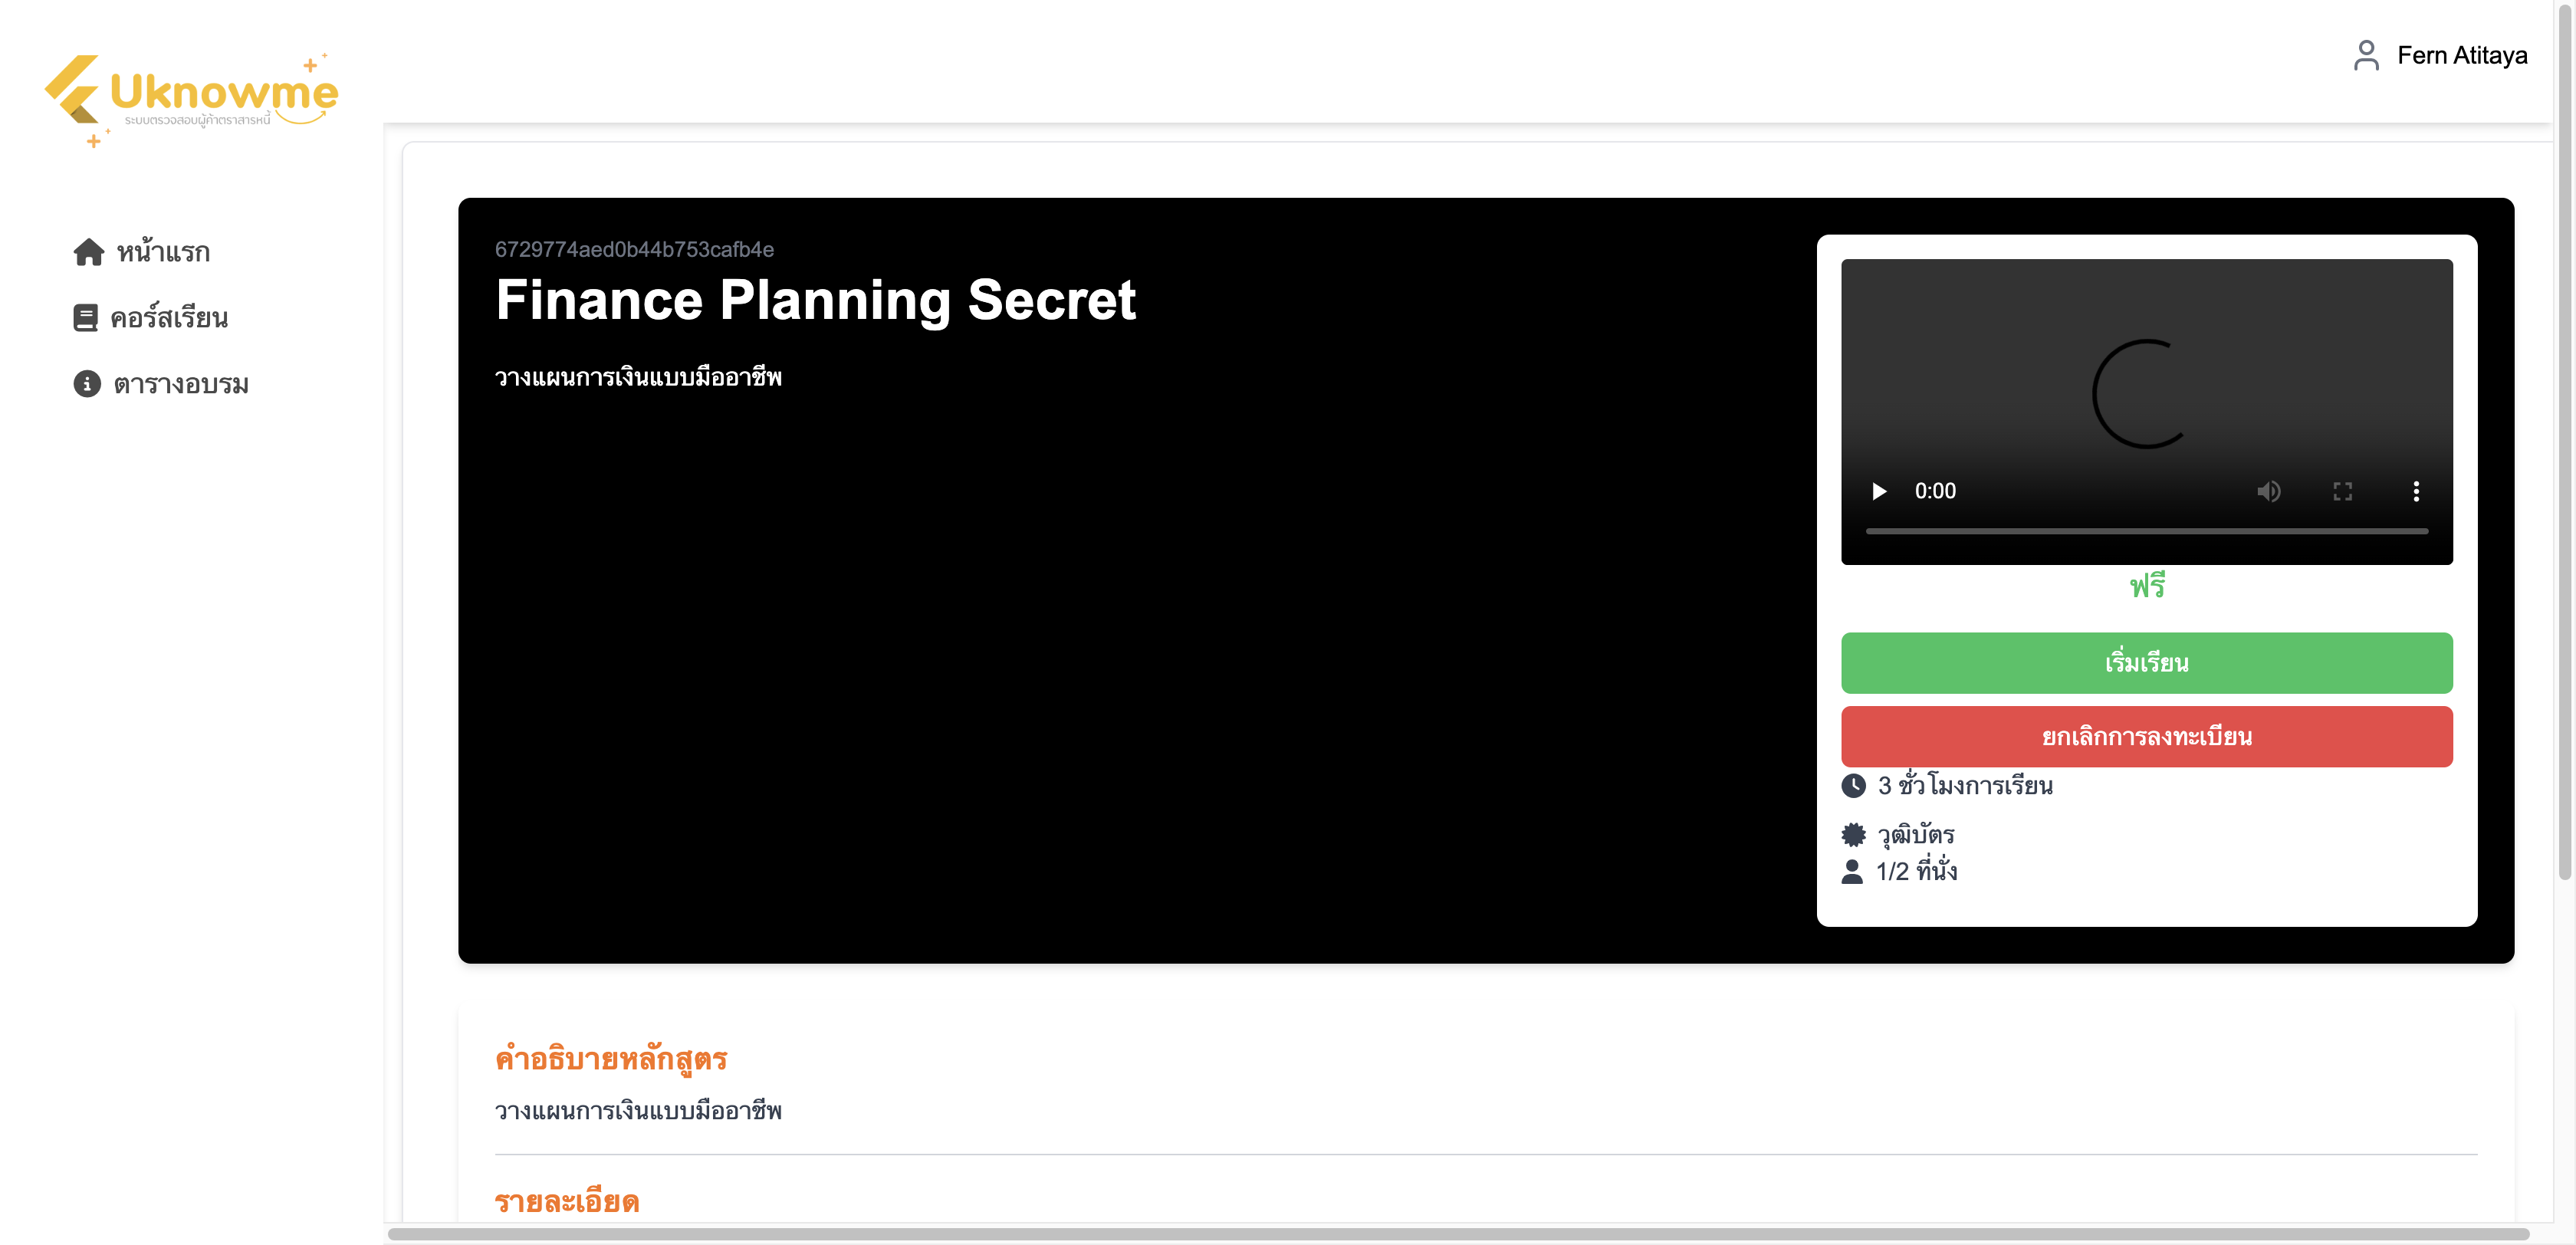 Uknowme
ระบบตรวจสอบผู้ค้าตราสารหนี้
Fern Atitaya
หน้าแรก
คอร์สเรียน
ตารางอบรม
6729774aed0b44b753cafb4e
Finance Planning Secret
วางแผนการเงินแบบมืออาชีพ
0:00
ฟรี
เริ่มเรียน
ยกเลิกการลงทะเบียน
3 ชั่วโมงการเรียน
วุฒิบัตร
1/2 ที่นั่ง
คำอธิบายหลักสูตร
วางแผนการเงินแบบมืออาชีพ
รายละเอียด